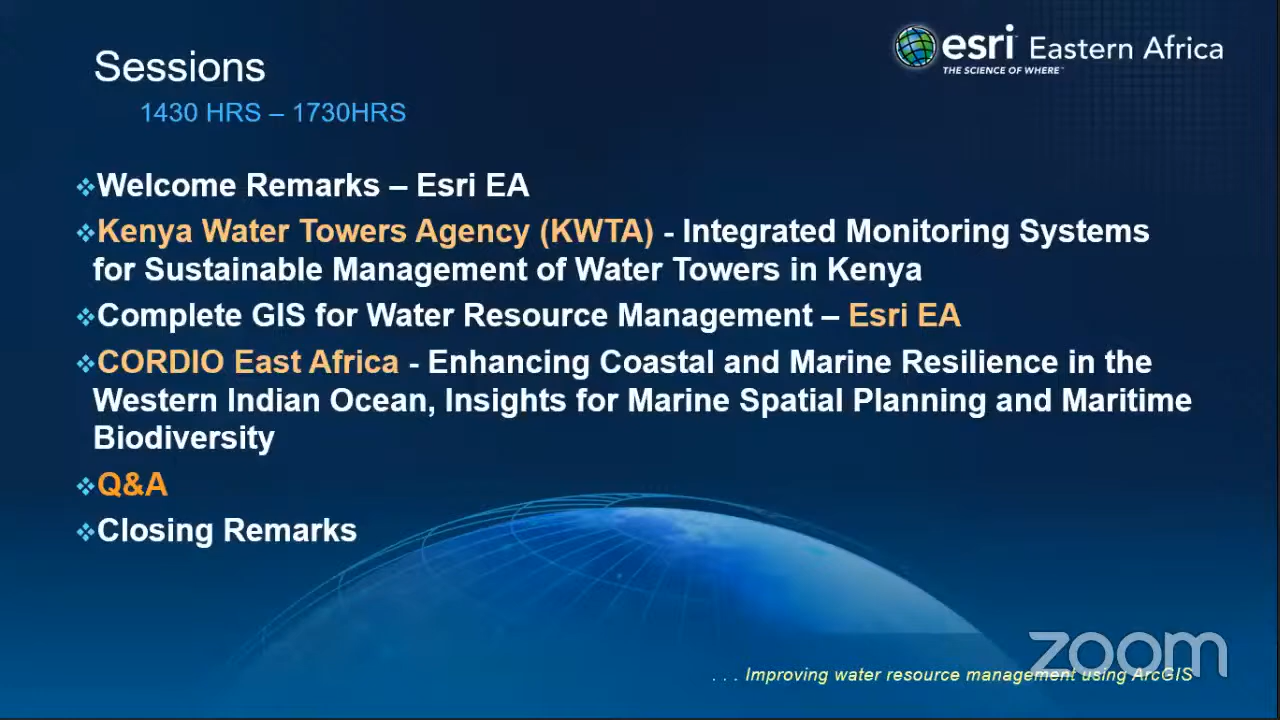 Sessions
esri Eastern Africa
THE SCIENCE OF WHERE™
1430 HRS – 1730HRS
❖Welcome Remarks – Esri EA
❖Kenya Water Towers Agency (KWTA) - Integrated Monitoring Systems
for Sustainable Management of Water Towers in Kenya
❖Complete GIS for Water Resource Management – Esri EA
❖CORDIO East Africa - Enhancing Coastal and Marine Resilience in the
Western Indian Ocean, Insights for Marine Spatial Planning and Maritime
Biodiversity
❖Q&A
❖Closing Remarks
zoom
. . . Improving water resource management using ArcGIS